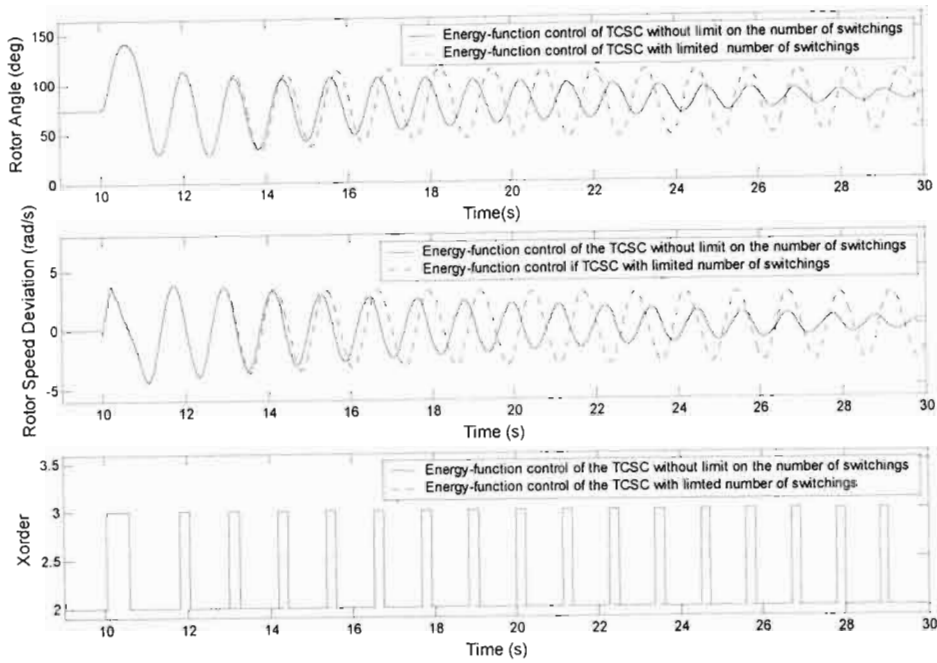 Energy-function control of TCSC without limit on the number of switchings
Energy-function control of TCSC with limited number of switchings
Rotor Angle (deg)
150
100
50
0
10 12 14 16 18 20 22 24 26 28 30
Time(s)
Energy-function control of the TCSC without limit on the number of switchings
Energy-function control if TCSC with limited number of switchings
Rotor Speed Deviation (rad/s)
5
0
-5
10 12 14 16 18 20 22 24 26 28 30
Time (s)
Energy-function control of the TCSC without limit on the number of switchings
Energy-function control of the TCSC with limted number of switchings
Xorder
3.5
3
2.5
2
10 12 14 16 18 20 22 24 26 28 30
Time (s)